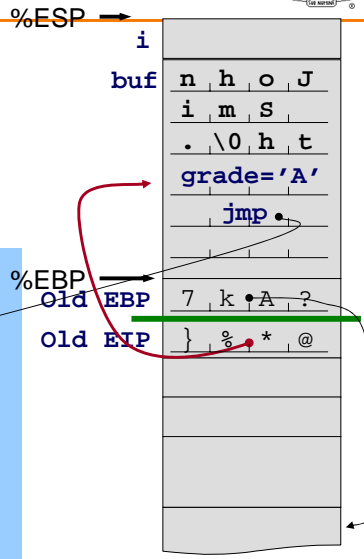 %ESP
i
buf n h o J
i m s
. \0 h t
grade='A'
jmp
%EBP
Old EBP 7 k A ?
Old EIP } % * @